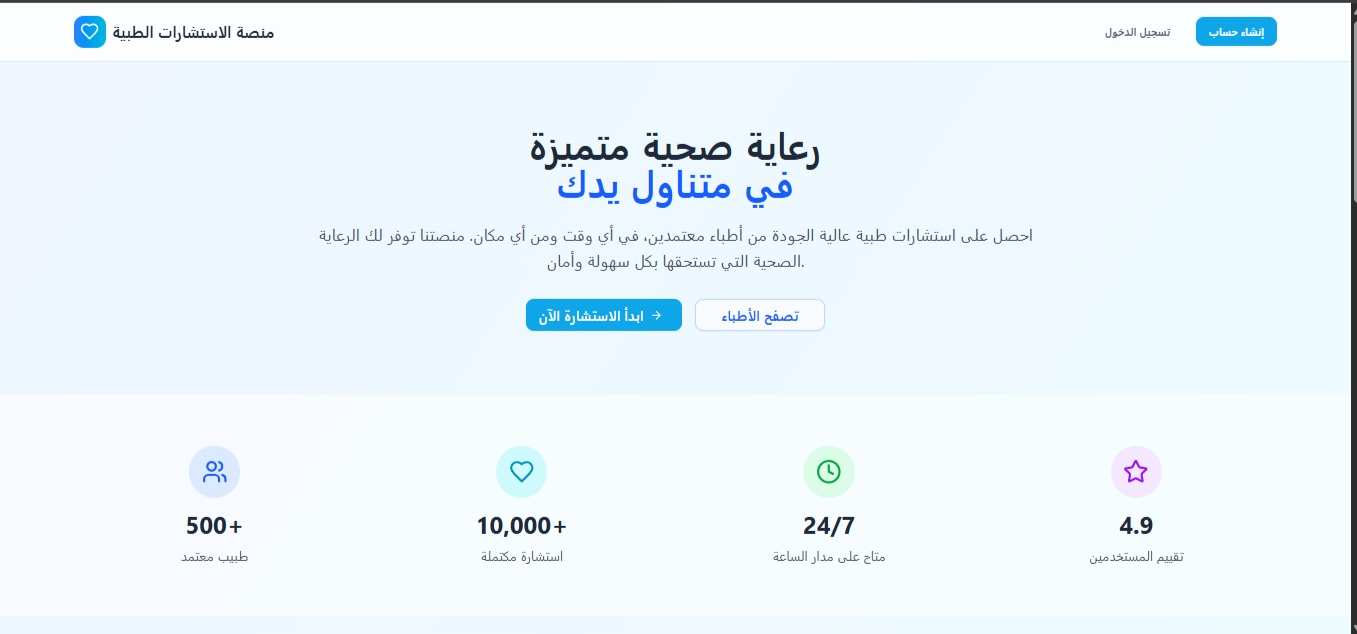 منصة الاستشارات الطبية
تسجيل الدخول
إنشاء حساب
رعاية صحية متميزة
في متناول يدك
احصل على استشارات طبية عالية الجودة من أطباء معتمدين، في أي وقت ومن أي مكان. منصتنا توفر لك الرعاية
الصحية التي تستحقها بكل سهولة وأمان.
ابدأ الاستشارة الآن
تصفح الأطباء
500+
طبيب معتمد
10,000+
استشارة مكتملة
24/7
متاح على مدار الساعة
4.9
تقييم المستخدمين